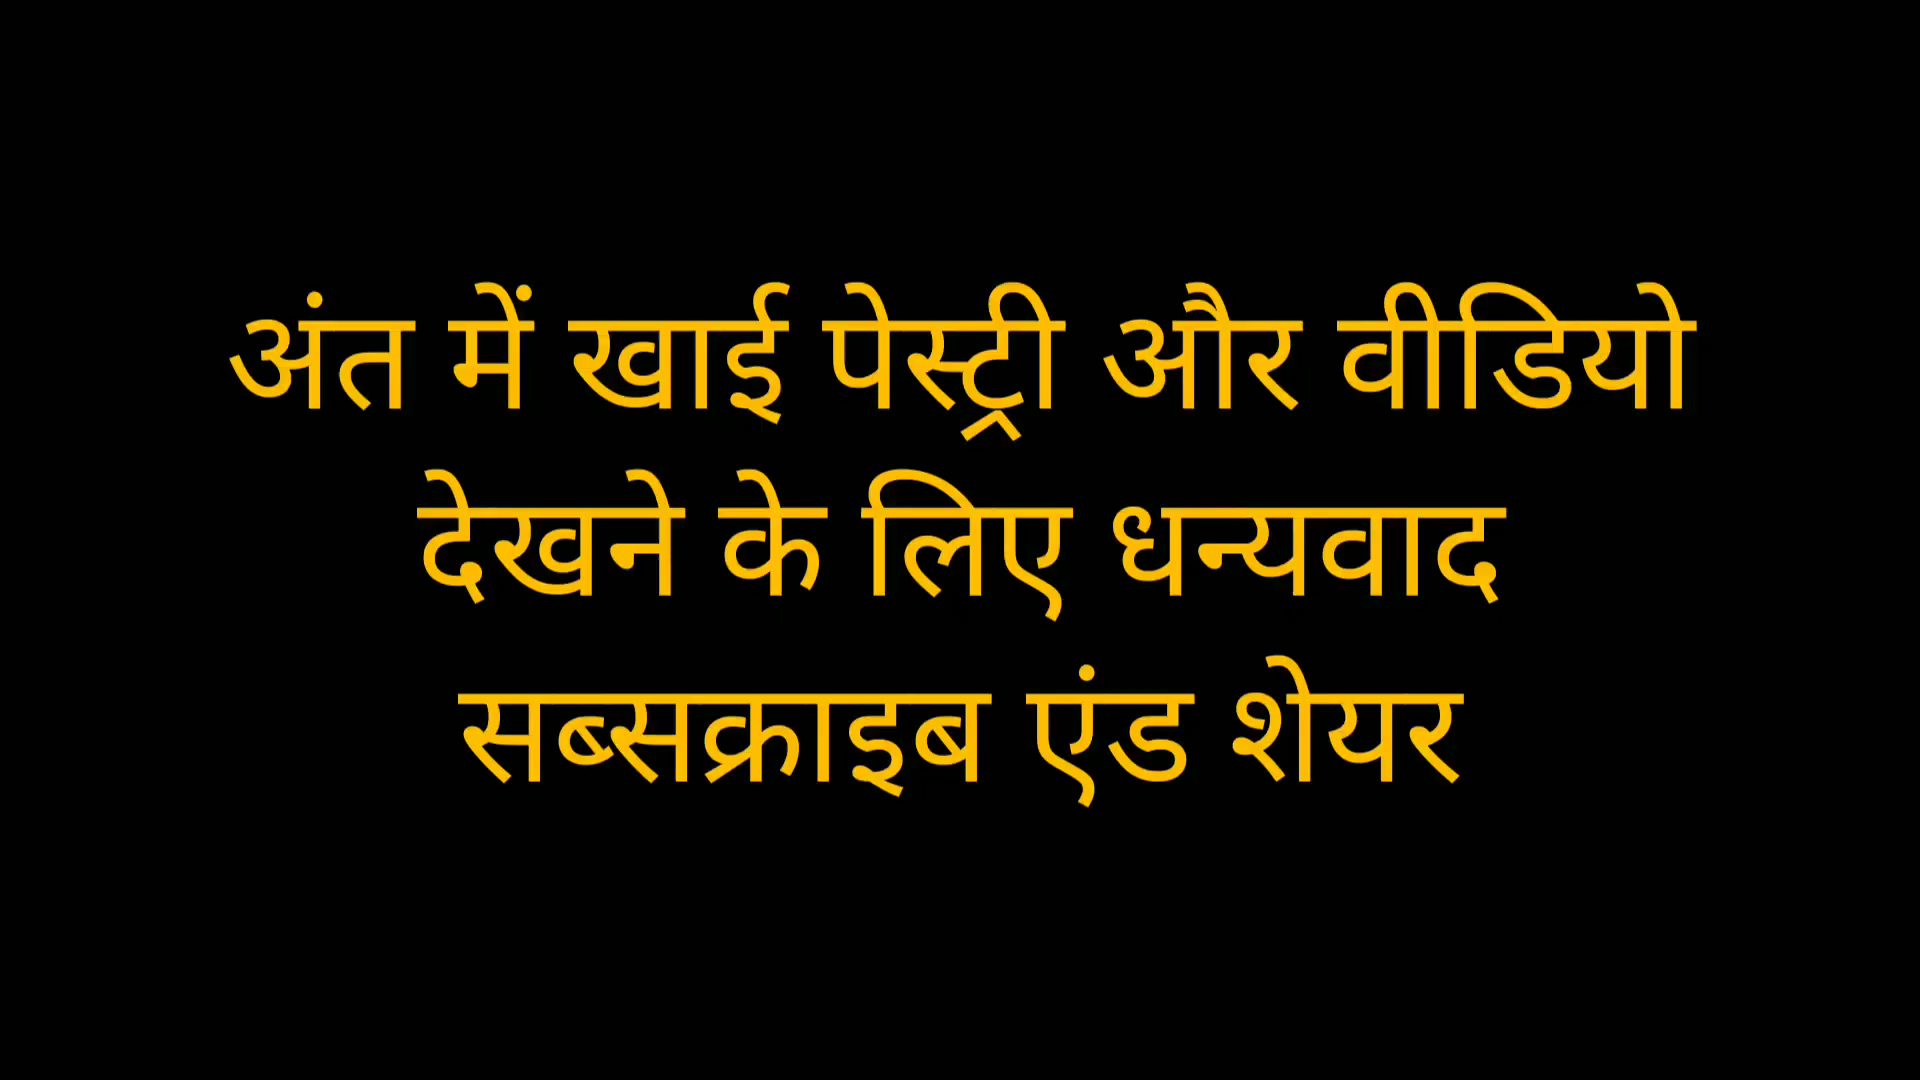 अंत में खाई पेस्ट्री और वीडियो
देखने के लिए धन्यवाद
सब्सक्राइब एंड शेयर